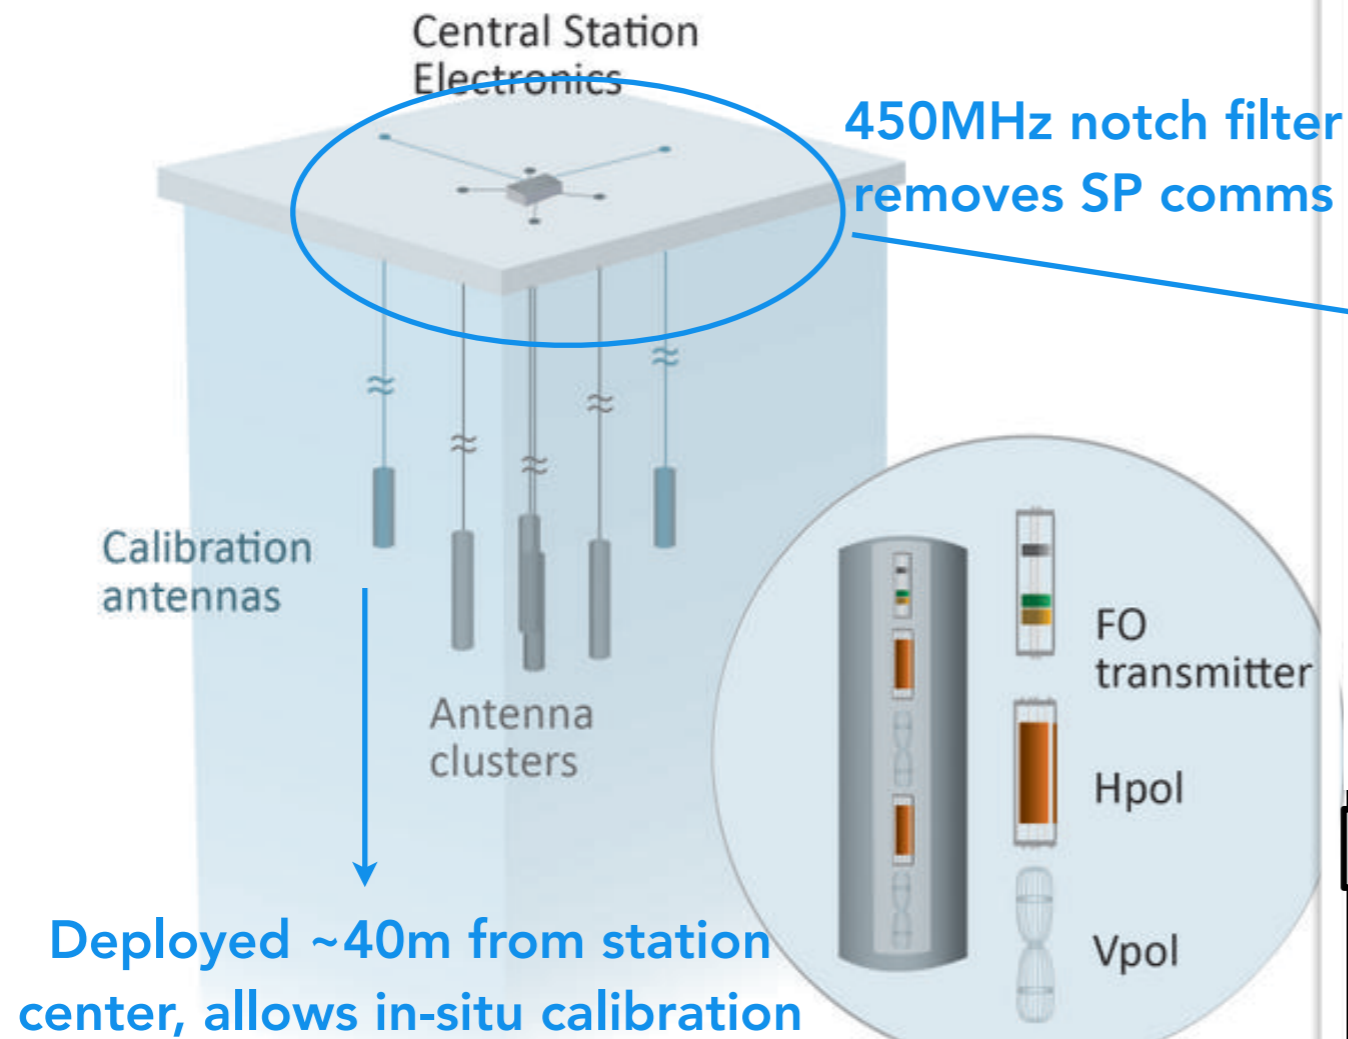 Central Station
Electronics
450MHz notch filter
removes SP comms
Calibration
antennas
Antenna
clusters
FO
transmitter
Hpol
Vpol
Deployed ~40m from station
center, allows in-situ calibration